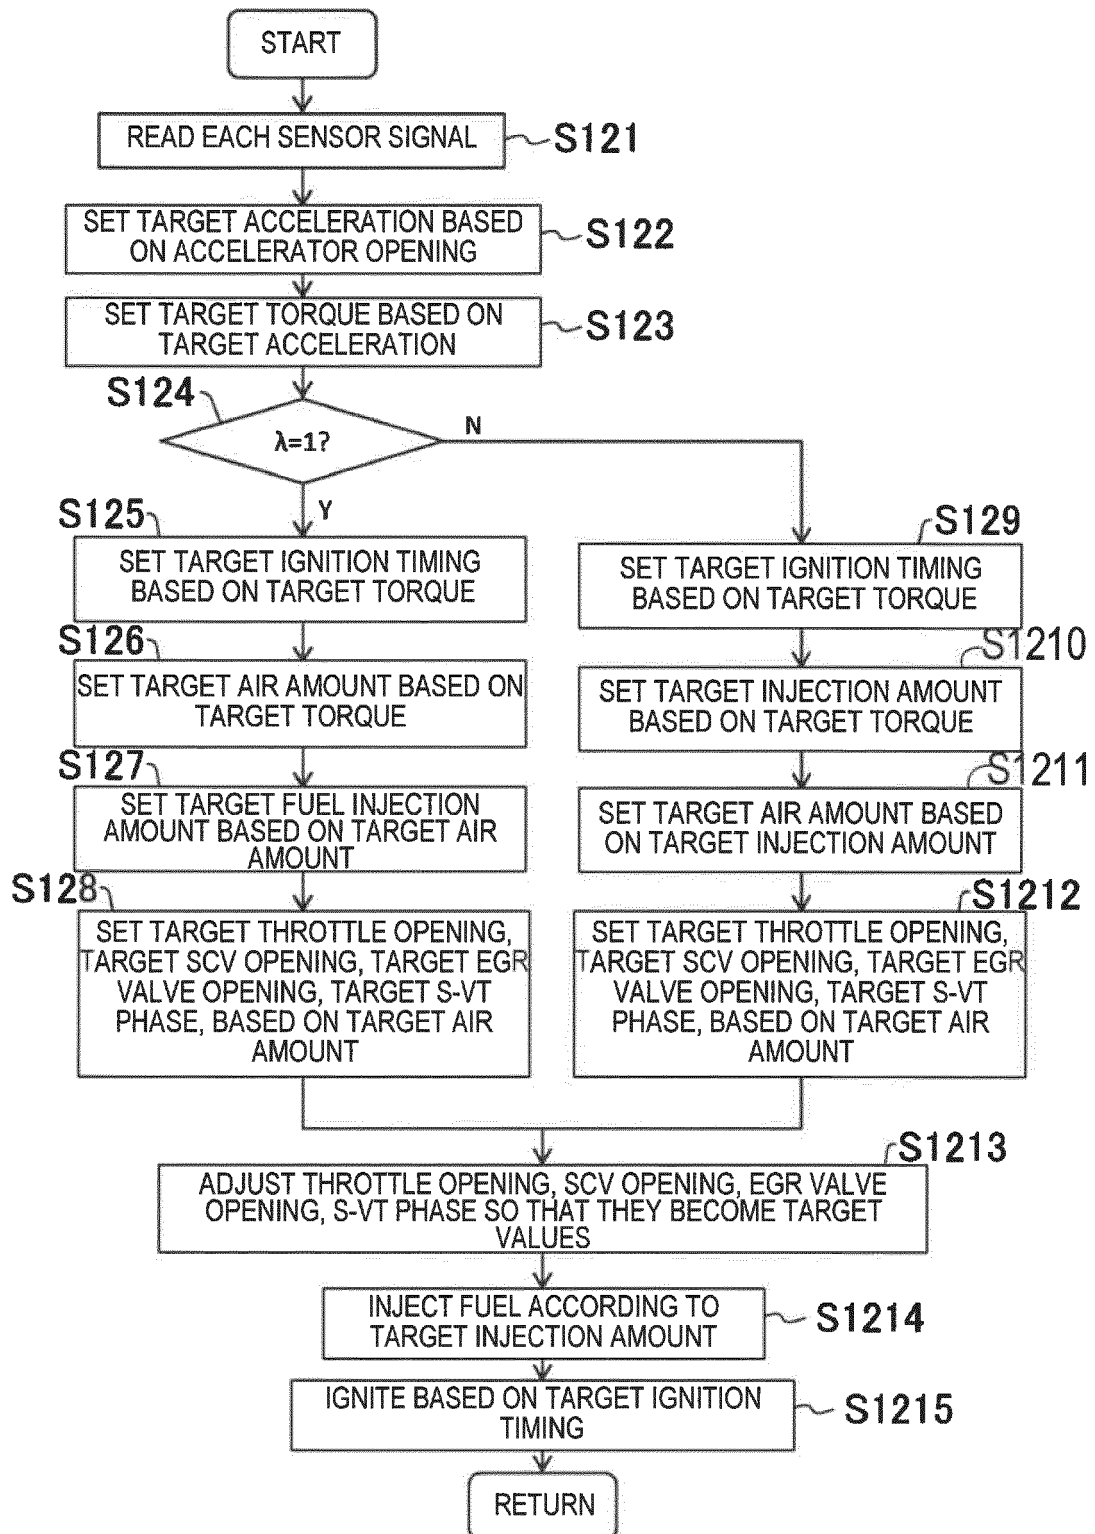 START
READ EACH SENSOR SIGNAL
S121
SET TARGET ACCELERATION BASED
ON ACCELERATOR OPENING
S122
SET TARGET TORQUE BASED ON
TARGET ACCELERATION
S123
S124
λ=1?
N
Y
S125
SET TARGET IGNITION TIMING
BASED ON TARGET TORQUE
S126
SET TARGET AIR AMOUNT BASED ON
TARGET TORQUE
S127
SET TARGET FUEL INJECTION
AMOUNT BASED ON TARGET AIR
AMOUNT
S128
SET TARGET THROTTLE OPENING,
TARGET SCV OPENING, TARGET EGR
VALVE OPENING, TARGET S-VT
PHASE, BASED ON TARGET AIR
AMOUNT
S129
SET TARGET IGNITION TIMING
BASED ON TARGET TORQUE
S1210
SET TARGET INJECTION AMOUNT
BASED ON TARGET TORQUE
S1211
SET TARGET AIR AMOUNT BASED
ON TARGET INJECTION AMOUNT
S1212
SET TARGET THROTTLE OPENING,
TARGET SCV OPENING, TARGET EGR
VALVE OPENING, TARGET S-VT
PHASE, BASED ON TARGET AIR
AMOUNT
S1213
ADJUST THROTTLE OPENING, SCV OPENING, EGR VALVE
OPENING, S-VT PHASE SO THAT THEY BECOME TARGET
VALUES
INJECT FUEL ACCORDING TO
TARGET INJECTION AMOUNT
S1214
IGNITE BASED ON TARGET IGNITION
TIMING
S1215
RETURN